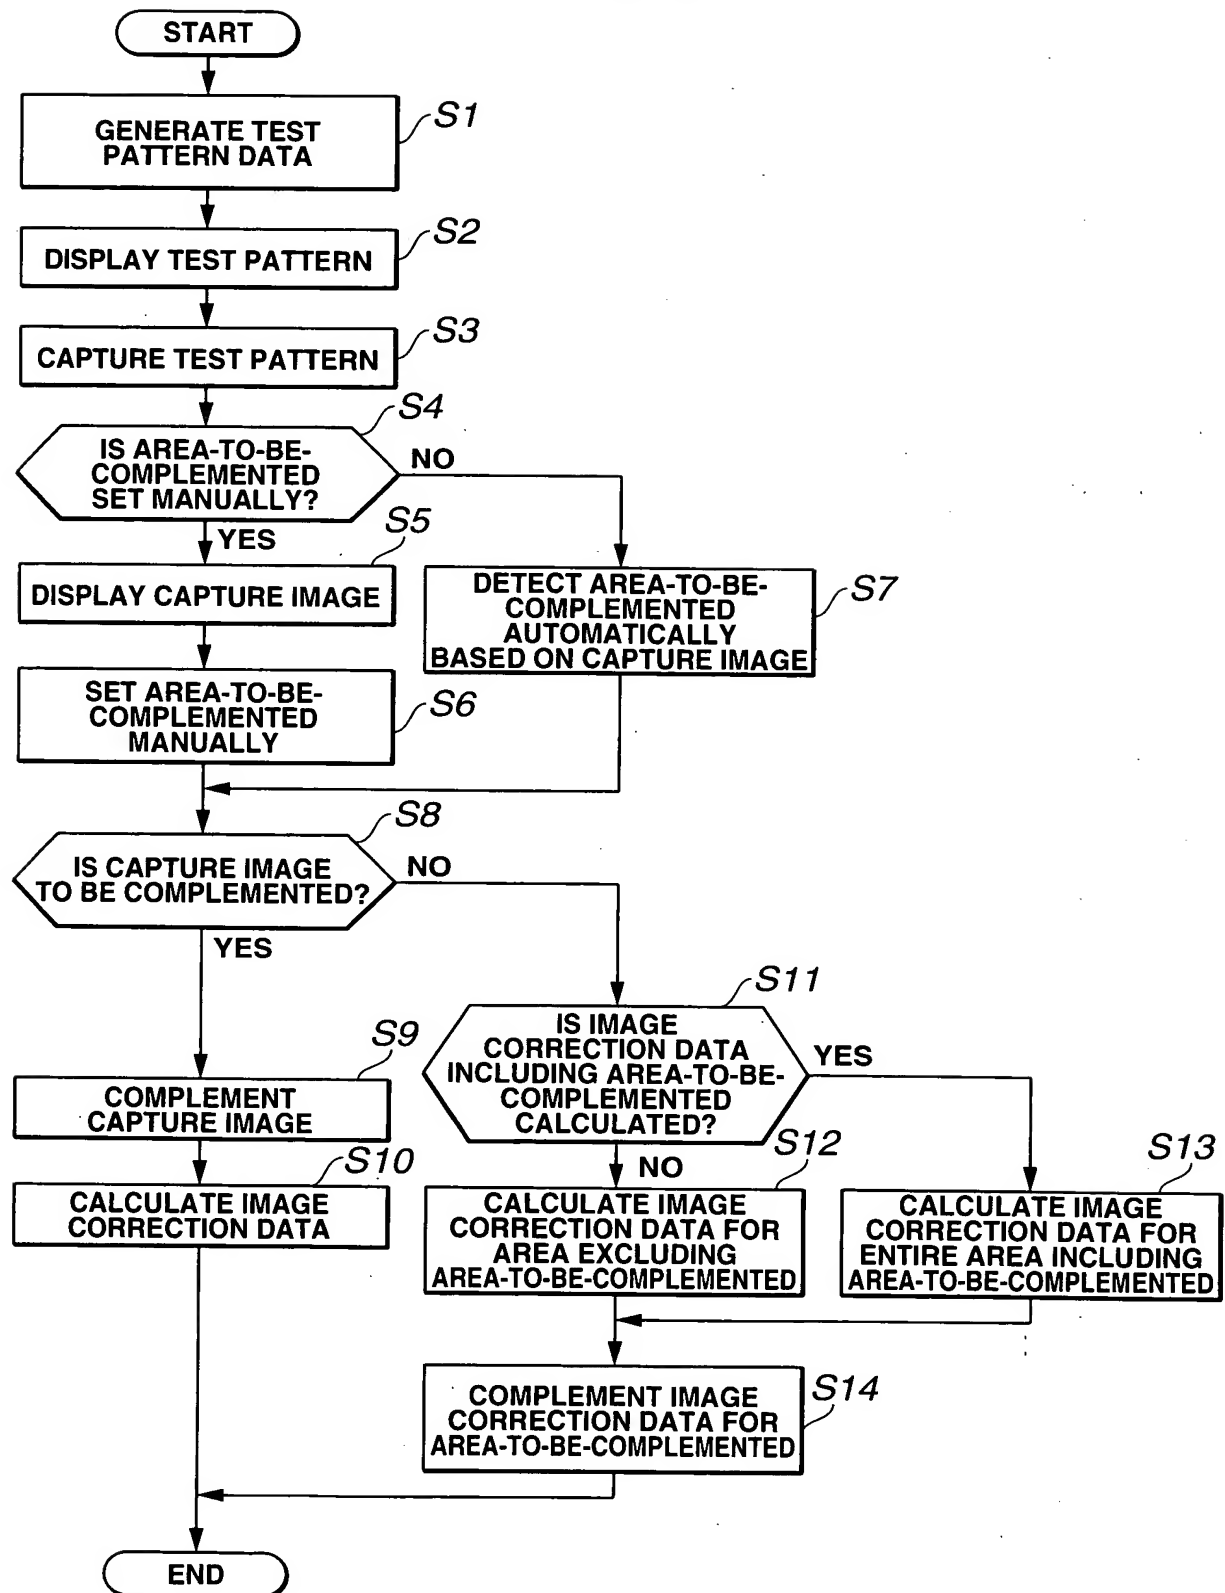 START
S1
GENERATE TEST
PATTERN DATA
S2
DISPLAY TEST PATTERN
S3
CAPTURE TEST PATTERN
S4
IS AREA-TO-BE-
COMPLEMENTED
SET MANUALLY?
NO
YES
S5
DISPLAY CAPTURE IMAGE
S7
DETECT AREA-TO-BE-
COMPLEMENTED
AUTOMATICALLY
BASED ON CAPTURE IMAGE
S6
SET AREA-TO-BE-
COMPLEMENTED
MANUALLY
S8
IS CAPTURE IMAGE
TO BE COMPLEMENTED?
NO
YES
S11
IS IMAGE
CORRECTION DATA
INCLUDING AREA-TO-BE-
COMPLEMENTED
CALCULATED?
YES
NO
S9
COMPLEMENT
CAPTURE IMAGE
S10
CALCULATE IMAGE
CORRECTION DATA
S12
CALCULATE IMAGE
CORRECTION DATA FOR
AREA EXCLUDING
AREA-TO-BE-COMPLEMENTED
S13
CALCULATE IMAGE
CORRECTION DATA FOR
ENTIRE AREA INCLUDING
AREA-TO-BE-COMPLEMENTED
S14
COMPLEMENT IMAGE
CORRECTION DATA FOR
AREA-TO-BE-COMPLEMENTED
END